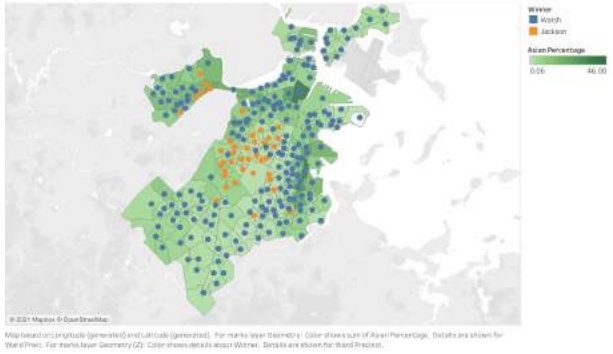 Winner
Walsh
Jackson
Asian Percentage
0.06 46.00
© 2021 Mapbox © OpenStreetMap
Map based on Longitude (generated) and Latitude (generated). For marks layer Geometry: Color shows sum of Asian Percentage. Details are shown for
Ward Prec. For marks layer Geometry (2): Color shows details about Winner. Details are shown for Ward Precinct.